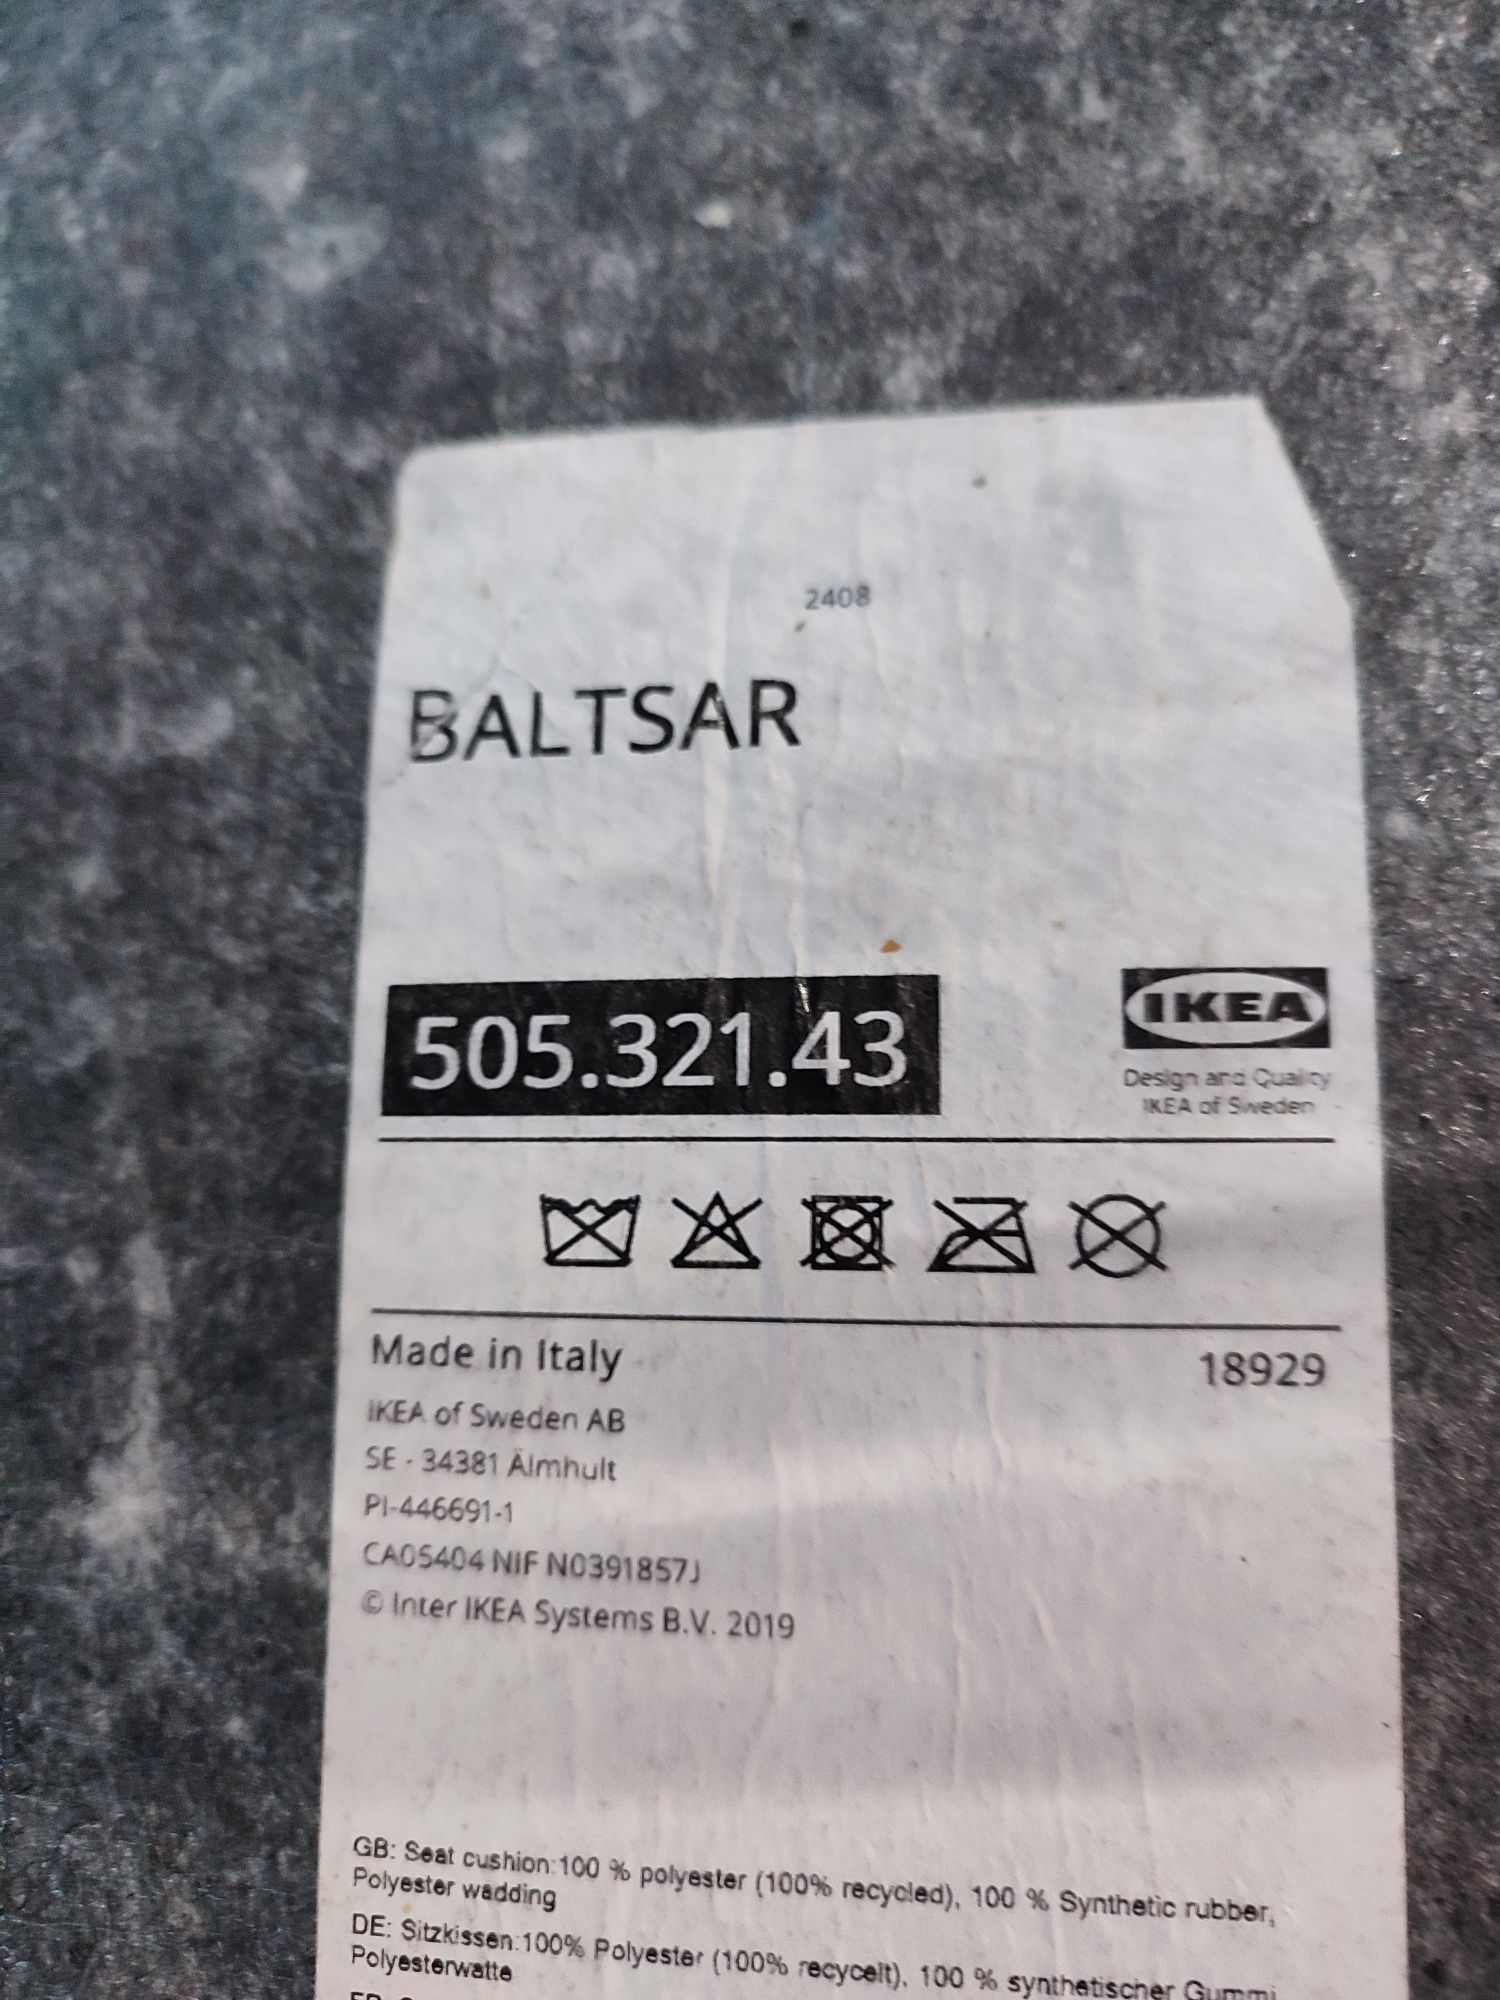 2408
BALTSAR
505.321.43
IKEA
Design and Quality
IKEA of Sweden
Made in Italy
18929
IKEA of Sweden AB
SE - 34381 Älmhult
PI-446691-1
CA05404 NIF N0391857J
© Inter IKEA Systems B.V. 2019
GB: Seat cushion:100 % polyester (100% recycled), 100 % Synthetic rubber,
Polyester wadding
DE: Sitzkissen:100% Polyester (100% recycelt), 100 % synthetischer Gummi,
Polyesterwatte